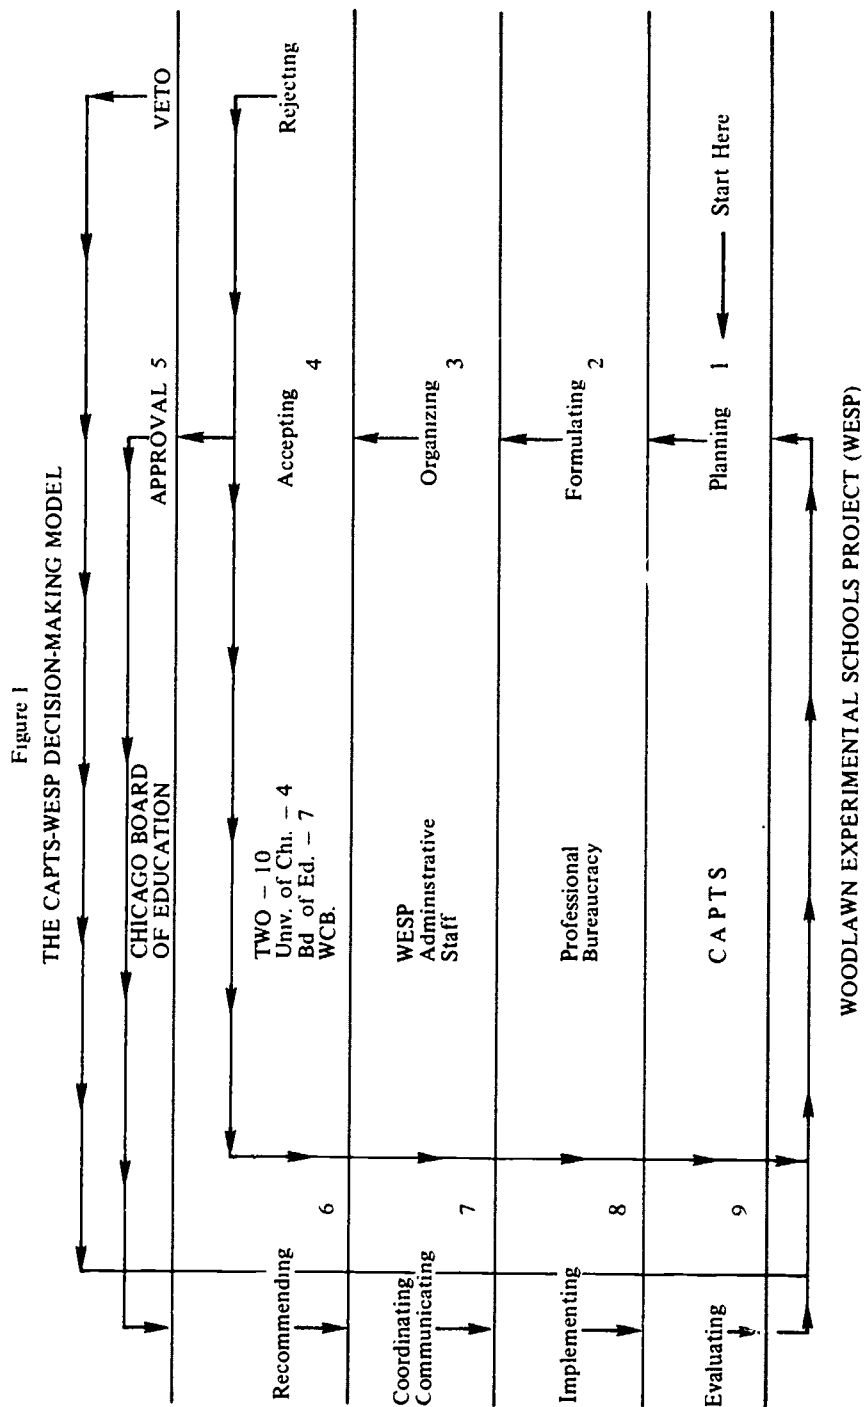 Figure 1
THE CAPTS-WESP DECISION-MAKING MODEL
VETO
APPROVAL 5
CHICAGO BOARD
OF EDUCATION
Rejecting
Accepting 4
TWO – 10
Univ. of Chi. – 4
Bd of Ed. – 7
WCB.
Recommending 6
Organizing 3
WESP
Administrative
Staff
Coordinating/
Communicating 7
Formulating 2
Professional
Bureaucracy
Implementing 8
Start Here
Planning 1
CAPTS
Evaluating 9
WOODLAWN EXPERIMENTAL SCHOOLS PROJECT (WESP)